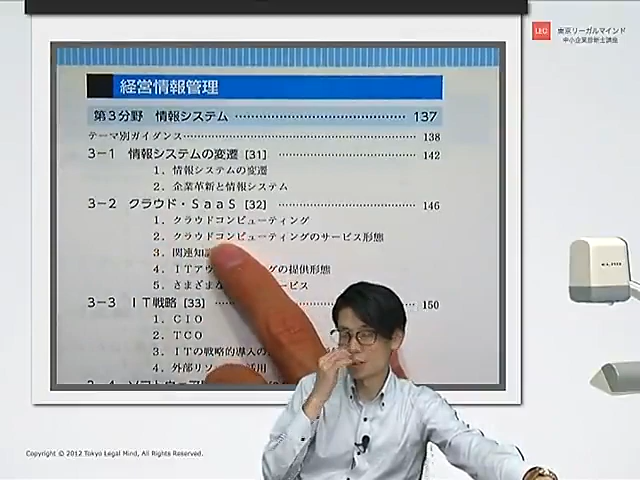 LEC 東京リーガルマインド
中小企業診断士講座
経営情報管理
第3分野 情報システム 137
テーマ別ガイダンス 138
3-1 情報システムの変遷 [31] 142
1. 情報システムの変遷
2. 企業革新と情報システム
3-2 クラウド・SaaS [32] 146
1. クラウドコンピューティング
2. クラウドコンピューティングのサービス形態
3. 関連知
4. ITアウ グの提供形態
5. さまざまな ービス
3-3 IT戦略 [33] 150
1. CIO
2. TCO
3. ITの戦略的導入の
4. 外部リソ 活用
ELMO
Copyright © 2012 Tokyo Legal Mind, All Rights Reserved.